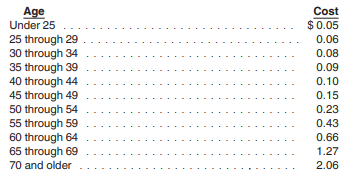 Age Cost
Under 25 . . . . . . . . . . . . . . . . . . . . . . . . . . . . . $ 0.05
25 through 29 . . . . . . . . . . . . . . . . . . . . . . . . . . 0.06
30 through 34 . . . . . . . . . . . . . . . . . . . . . . . . . . 0.08
35 through 39 . . . . . . . . . . . . . . . . . . . . . . . . . . 0.09
40 through 44 . . . . . . . . . . . . . . . . . . . . . . . . . . 0.10
45 through 49 . . . . . . . . . . . . . . . . . . . . . . . . . . 0.15
50 through 54 . . . . . . . . . . . . . . . . . . . . . . . . . . 0.23
55 through 59 . . . . . . . . . . . . . . . . . . . . . . . . . . 0.43
60 through 64 . . . . . . . . . . . . . . . . . . . . . . . . . . 0.66
65 through 69 . . . . . . . . . . . . . . . . . . . . . . . . . . 1.27
70 and older . . . . . . . . . . . . . . . . . . . . . . . . . . . 2.06